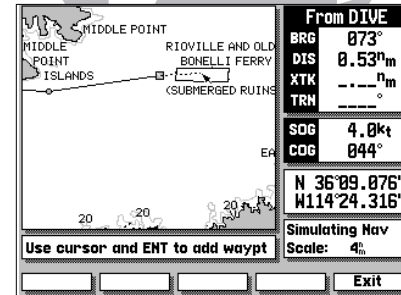 MIDDLE POINT
MIDDLE
POINT
ISLANDS
RIOVILLE AND OLD
BONELLI FERRY
(SUBMERGED RUINS
EA
20
20
20
Use cursor and ENT to add waypt
From DIVE
BRG 073°
DIS 0.53nm
XTK _.__nm
TRN ____°
SOG 4.0kt
COG 044°
N 36°09.076'
W114°24.316'
Simulating Nav
Scale: 4nm
Exit